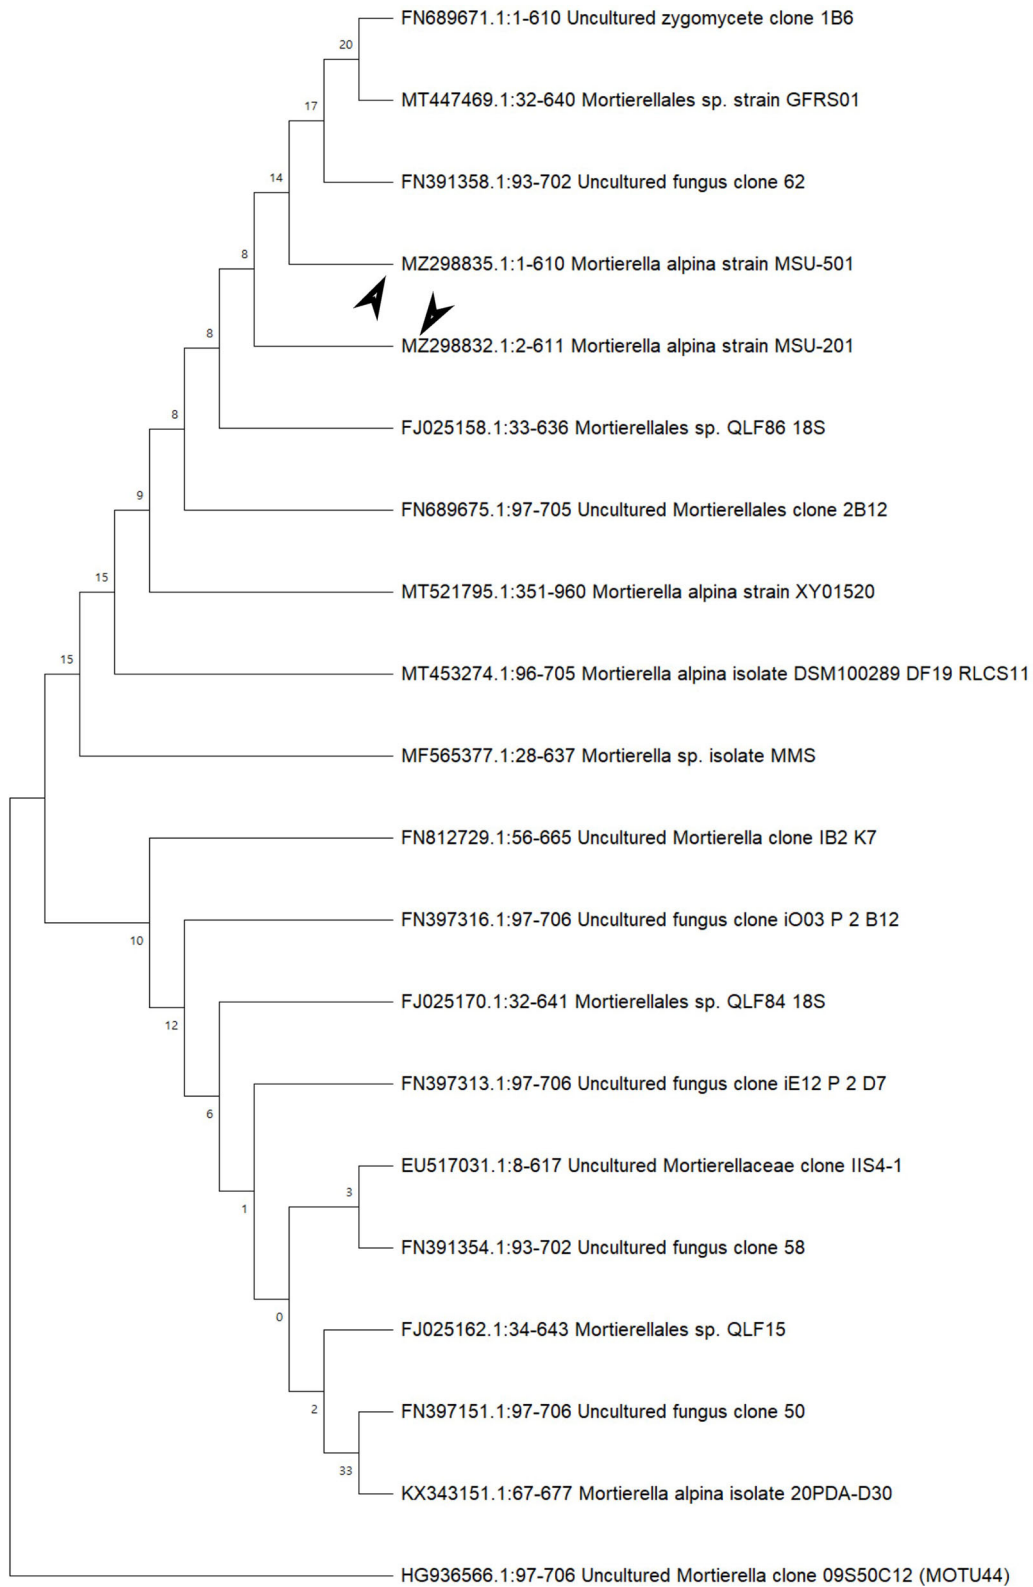 FN689671.1:1-610 Uncultured zygomycete clone 1B6
20
MT447469.1:32-640 Mortierellales sp. strain GFRS01
17
FN391358.1:93-702 Uncultured fungus clone 62
14
MZ298835.1:1-610 Mortierella alpina strain MSU-501
8
MZ298832.1:2-611 Mortierella alpina strain MSU-201
8
FJ025158.1:33-636 Mortierellales sp. QLF86 18S
8
FN689675.1:97-705 Uncultured Mortierellales clone 2B12
9
MT521795.1:351-960 Mortierella alpina strain XY01520
15
MT453274.1:96-705 Mortierella alpina isolate DSM100289 DF19 RLCS11
15
MF565377.1:28-637 Mortierella sp. isolate MMS
FN812729.1:56-665 Uncultured Mortierella clone IB2 K7
10
FN397316.1:97-706 Uncultured fungus clone iO03 P 2 B12
12
FJ025170.1:32-641 Mortierellales sp. QLF84 18S
6
FN397313.1:97-706 Uncultured fungus clone iE12 P 2 D7
1
EU517031.1:8-617 Uncultured Mortierellaceae clone IIS4-1
3
FN391354.1:93-702 Uncultured fungus clone 58
0
FJ025162.1:34-643 Mortierellales sp. QLF15
2
FN397151.1:97-706 Uncultured fungus clone 50
33
KX343151.1:67-677 Mortierella alpina isolate 20PDA-D30
HG936566.1:97-706 Uncultured Mortierella clone 09S50C12 (MOTU44)